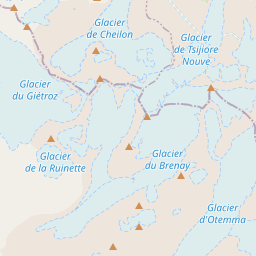 Glacier
de Cheilon
Glacier
de Tsijiore
Nouve
Glacier
du Giétroz
Glacier
de la Ruinette
Glacier
du Brenay
Glacier
d'Otemma